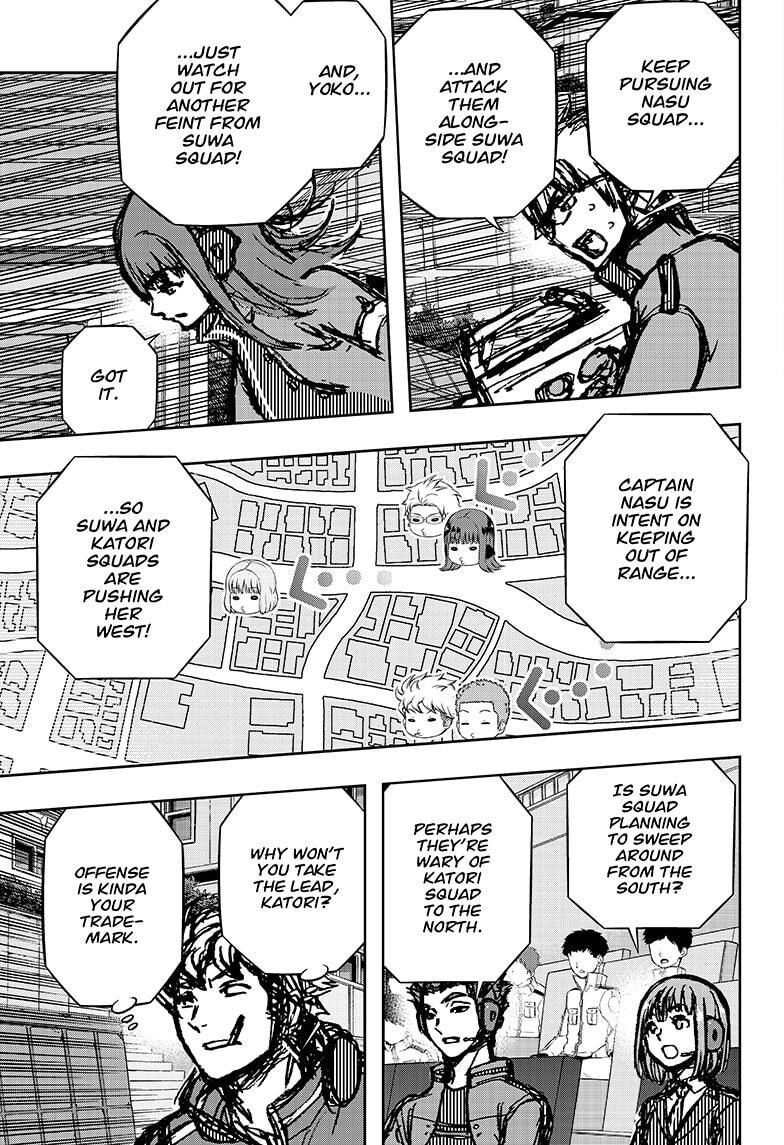 KEEP
PURSUING
NASU
SQUAD...
...AND
ATTACK
THEM
ALONG-
SIDE SUWA
SQUAD!
AND,
YOKO...
...JUST
WATCH
OUT FOR
ANOTHER
FEINT FROM
SUWA
SQUAD!
GOT
IT.
CAPTAIN
NASU IS
INTENT ON
KEEPING
OUT OF
RANGE...
...SO
SUWA AND
KATORI
SQUADS
ARE
PUSHING
HER
WEST!
IS SUWA
SQUAD
PLANNING
TO SWEEP
AROUND
FROM THE
SOUTH?
PERHAPS
THEY'RE
WARY OF
KATORI
SQUAD
TO THE
NORTH.
WHY WON'T
YOU TAKE
THE LEAD,
KATORI?
OFFENSE
IS KINDA
YOUR
TRADE-
MARK.